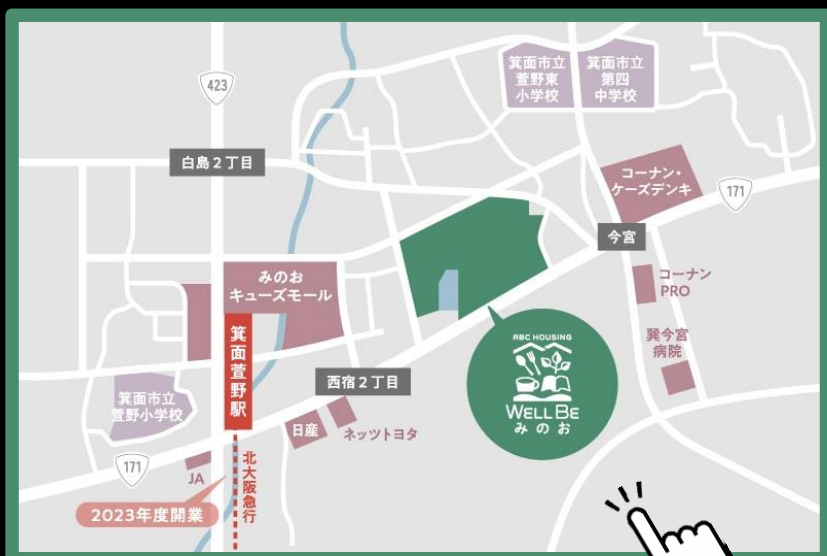 423
箕面市立
萱野東
小学校
箕面市立
第四
中学校
白島2丁目
コーナン・
ケーズデンキ
171
今宮
みのお
キューズモール
コーナン
PRO
箕面萱野駅
ABC HOUSING
WELL BE
みのお
巽今宮
病院
西宿2丁目
箕面市立
萱野小学校
日産
ネッツトヨタ
171
JA
北大阪急行
2023年度開業